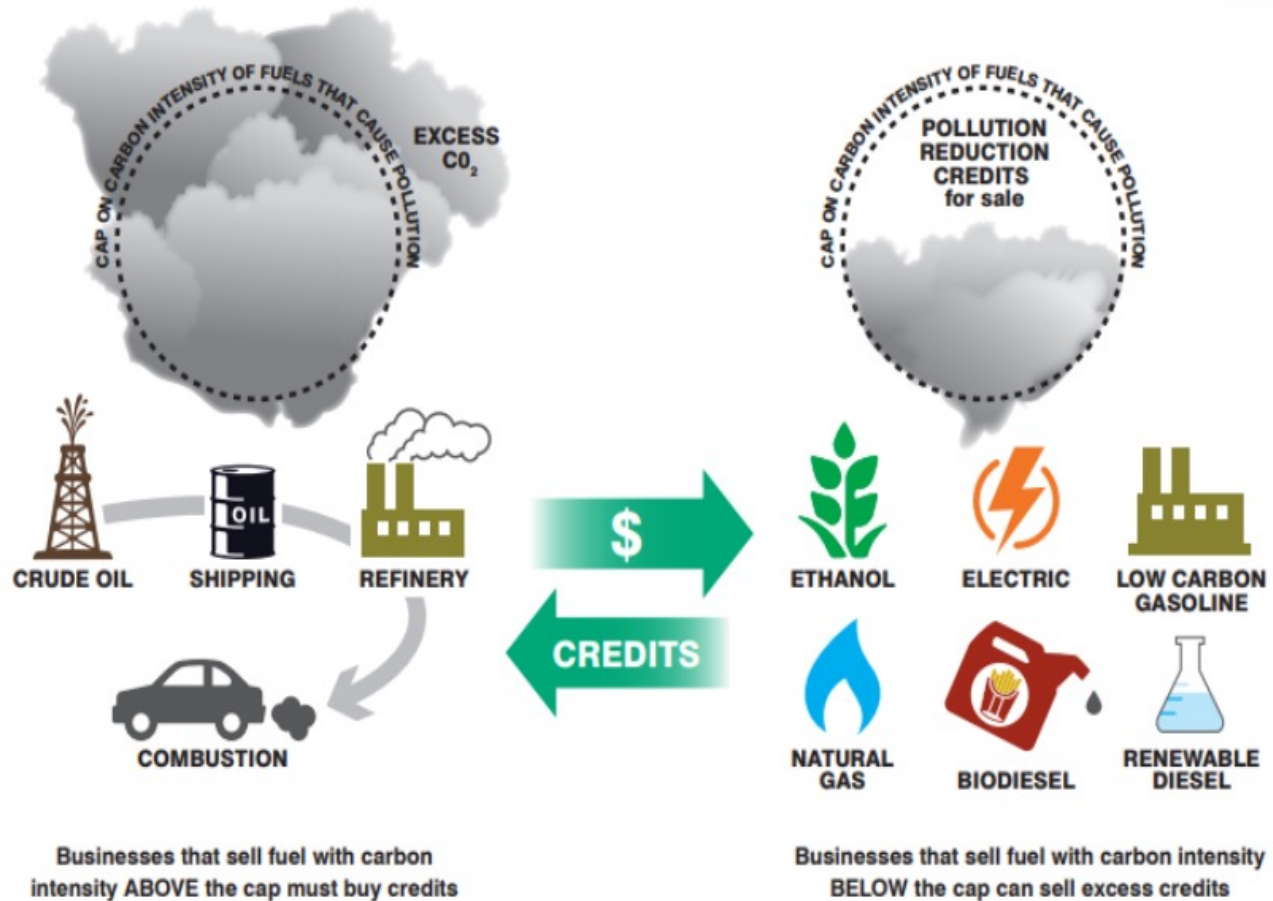 CAP ON CARBON INTENSITY OF FUELS THAT CAUSE POLLUTION
EXCESS
C0₂
CRUDE OIL
OIL
SHIPPING
REFINERY
COMBUSTION
Businesses that sell fuel with carbon
intensity ABOVE the cap must buy credits
$
CREDITS
CAP ON CARBON INTENSITY OF FUELS THAT CAUSE POLLUTION
POLLUTION
REDUCTION
CREDITS
for sale
ETHANOL
ELECTRIC
LOW CARBON
GASOLINE
NATURAL
GAS
BIODIESEL
RENEWABLE
DIESEL
Businesses that sell fuel with carbon intensity
BELOW the cap can sell excess credits